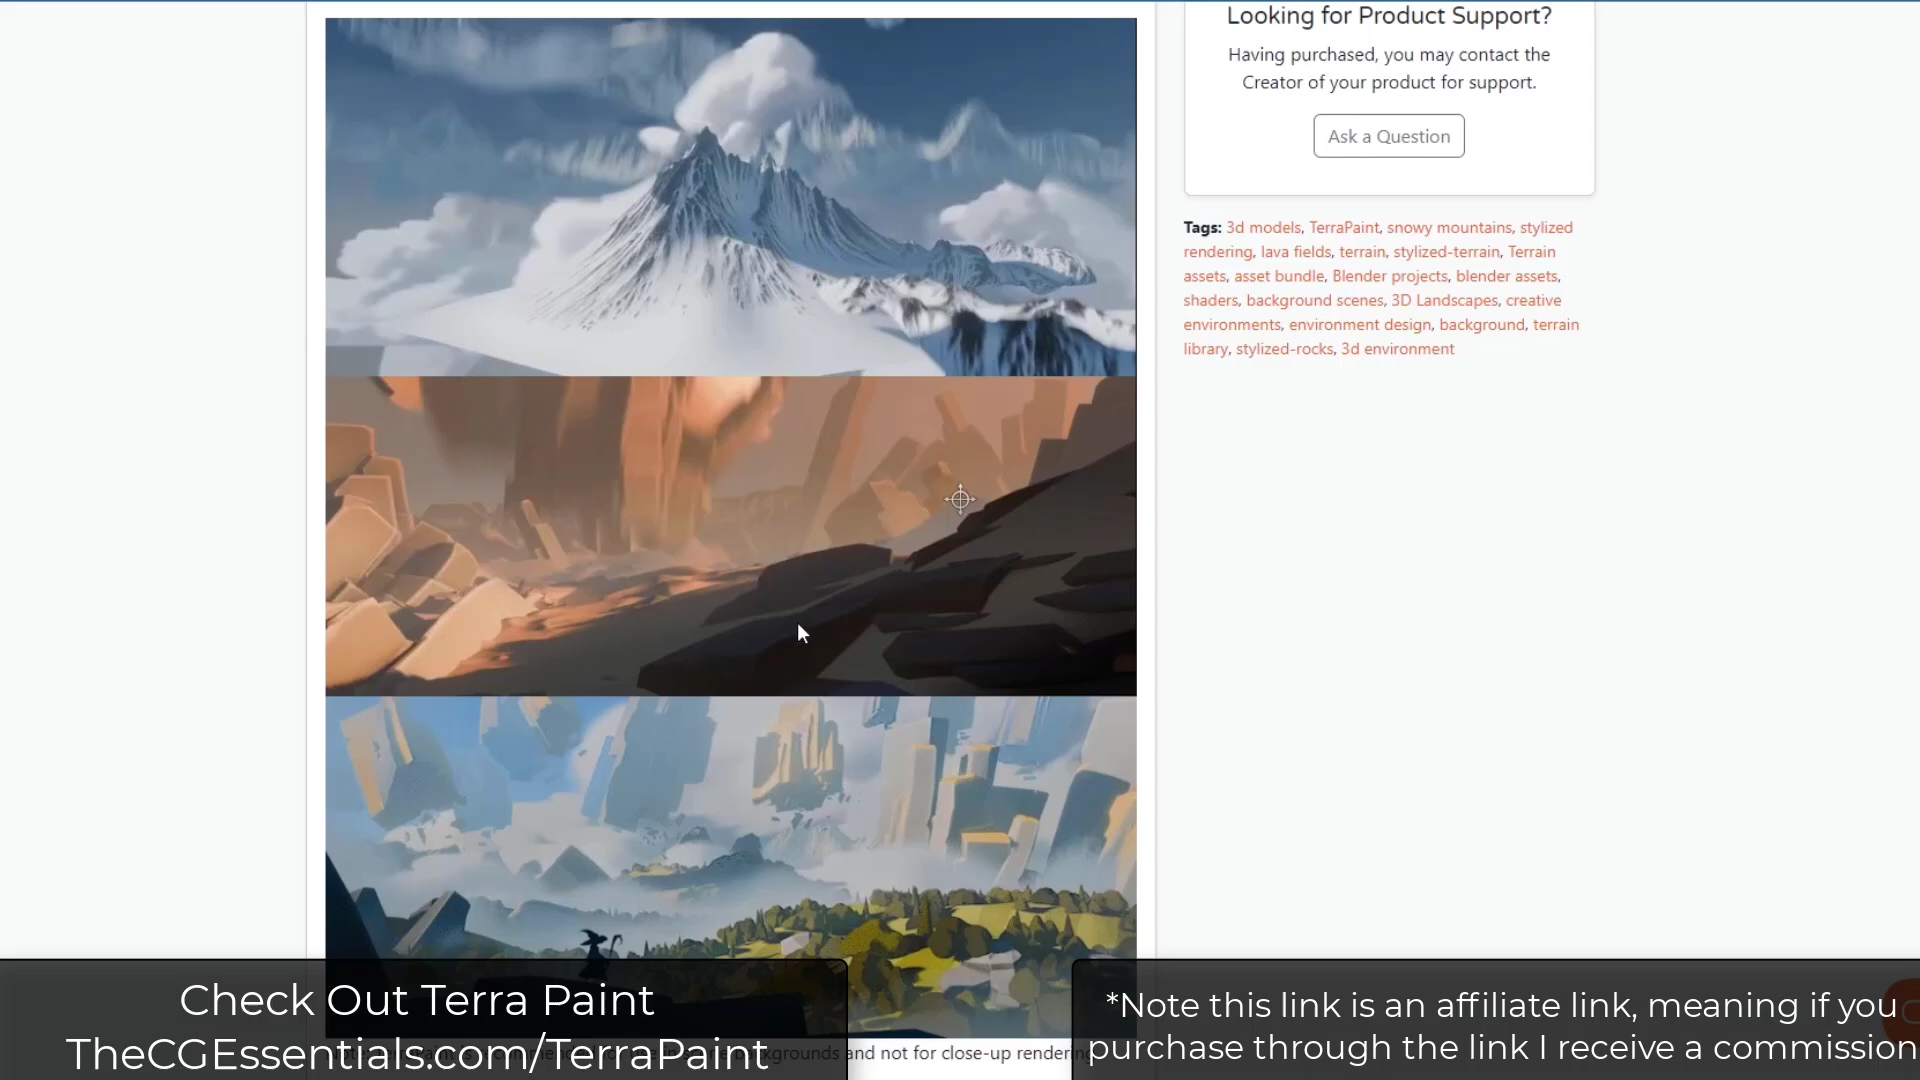 Looking for Product Support?
Having purchased, you may contact the
Creator of your product for support.
Ask a Question
Tags: 3d models, TerraPaint, snowy mountains, stylized
rendering, lava fields, terrain, stylized-terrain, Terrain
assets, asset bundle, Blender projects, blender assets,
shaders, background scenes, 3D Landscapes, creative
environments, environment design, background, terrain
library, stylized-rocks, 3d environment
Check Out Terra Paint
TheCGEssentials.com/TerraPaint
backgrounds and not for close-up rendering
*Note this link is an affiliate link, meaning if you
purchase through the link I receive a commission